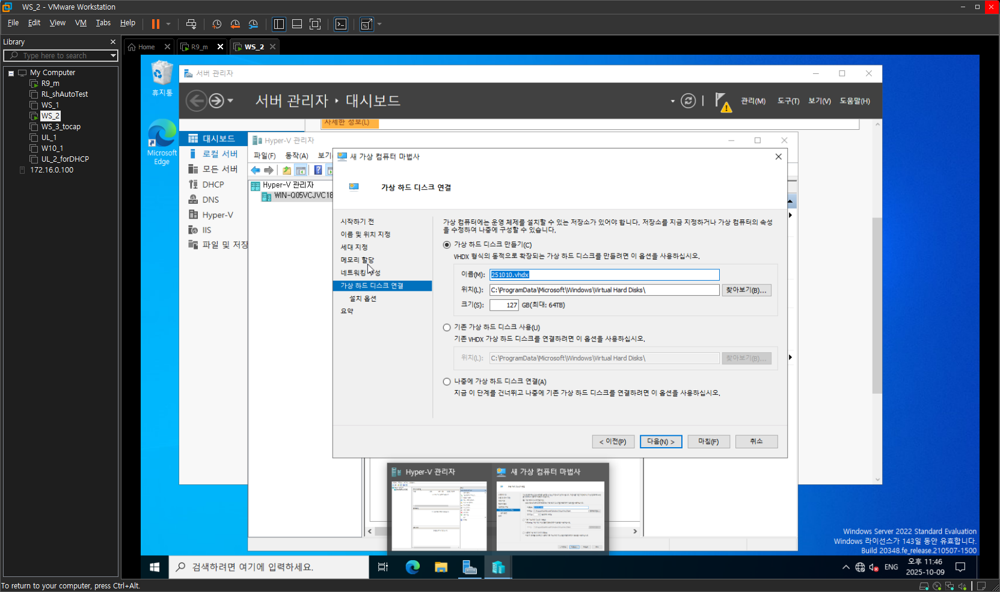 WS_2 - VMware Workstation
File Edit View VM Tabs Help
Library
Type here to search
My Computer
R9_m
RL_shAutoTest
WS_1
WS_2
WS_3_tocap
UL_1
W10_1
UL_2_forDHCP
172.16.0.100
Home R9_m WS_2
휴지통
Microsoft
Edge
서버 관리자
서버 관리자 · 대시보드
관리(M) 도구(T) 보기(V) 도움말(H)
자세한 정보(L)
대시보드
로컬 서버
모든 서버
DHCP
DNS
Hyper-V
IIS
파일 및 저장
Hyper-V 관리자
파일(F) 동작(A) 보기
Hyper-V 관리자
WIN-Q05VCJVC18
새 가상 컴퓨터 마법사
가상 하드 디스크 연결
시작하기 전
이름 및 위치 지정
세대 지정
메모리 할당
네트워킹 구성
가상 하드 디스크 연결
설치 옵션
요약
가상 컴퓨터에는 운영 체제를 설치할 수 있는 저장소가 있어야 합니다. 저장소를 지금 지정하거나 가상 컴퓨터의 속성
을 수정하여 나중에 구성할 수 있습니다.
가상 하드 디스크 만들기(C)
VHDX 형식의 동적으로 확장되는 가상 하드 디스크를 만들려면 이 옵션을 사용하십시오.
이름(M): 251010.vhdx
위치(L): C:\ProgramData\Microsoft\Windows\Virtual Hard Disks\ 찾아보기(B)...
크기(S): 127 GB(최대: 64TB)
기존 가상 하드 디스크 사용(U)
기존 VHDX 가상 하드 디스크를 연결하려면 이 옵션을 사용하십시오.
위치(L): C:\ProgramData\Microsoft\Windows\Virtual Hard Disks\ 찾아보기(B)...
나중에 가상 하드 디스크 연결(A)
지금 이 단계를 건너뛰고 나중에 기존 가상 하드 디스크를 연결하려면 이 옵션을 사용하십시오.
< 이전(P) 다음(N) > 마침(F) 취소
Hyper-V 관리자 새 가상 컴퓨터 마법사
Windows Server 2022 Standard Evaluation
Windows 라이선스가 143일 동안 유효합니다.
Build 20348.fe_release.210507-1500
검색하려면 여기에 입력하세요.
ENG
오후 11:46
2025-10-09
To return to your computer, press Ctrl+Alt.